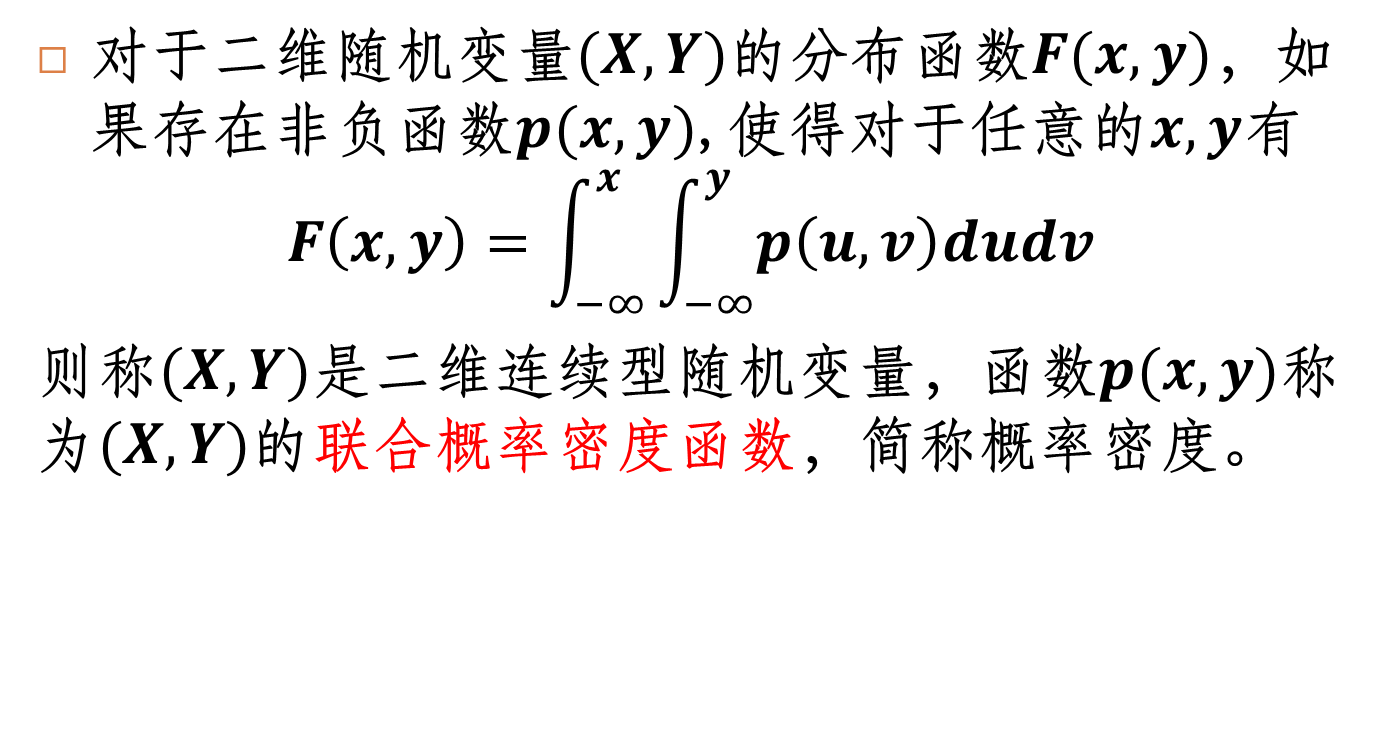 对于二维随机变量(X,Y)的分布函数F(x,y)，如
果存在非负函数p(x,y),使得对于任意的x,y有
F(x,y) = ∫_{-∞}^{x} ∫_{-∞}^{y} p(u,v)dudv
则称(X,Y)是二维连续型随机变量，函数p(x,y)称
为(X,Y)的联合概率密度函数，简称概率密度。